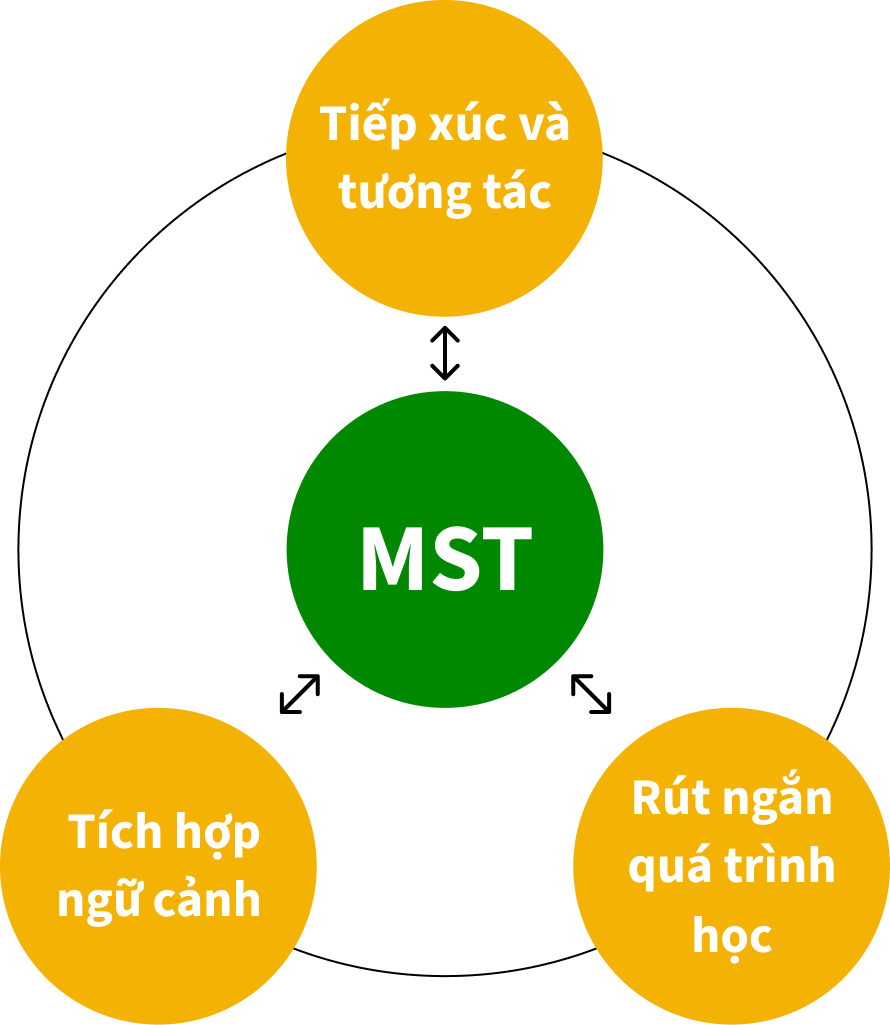 Tiếp xúc và
tương tác
MST
Tích hợp
ngữ cảnh
Rút ngắn
quá trình
học